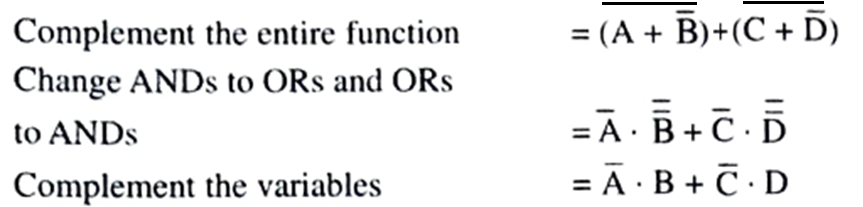 Complement the entire function = (A̅ ̅+̅ ̅B̅̅)+(C̅ ̅+̅ ̅D̅̅)
Change ANDs to ORs and ORs
to ANDs = A̅ · B̿ + C̅ · D̿
Complement the variables = A̅ · B + C̅ · D